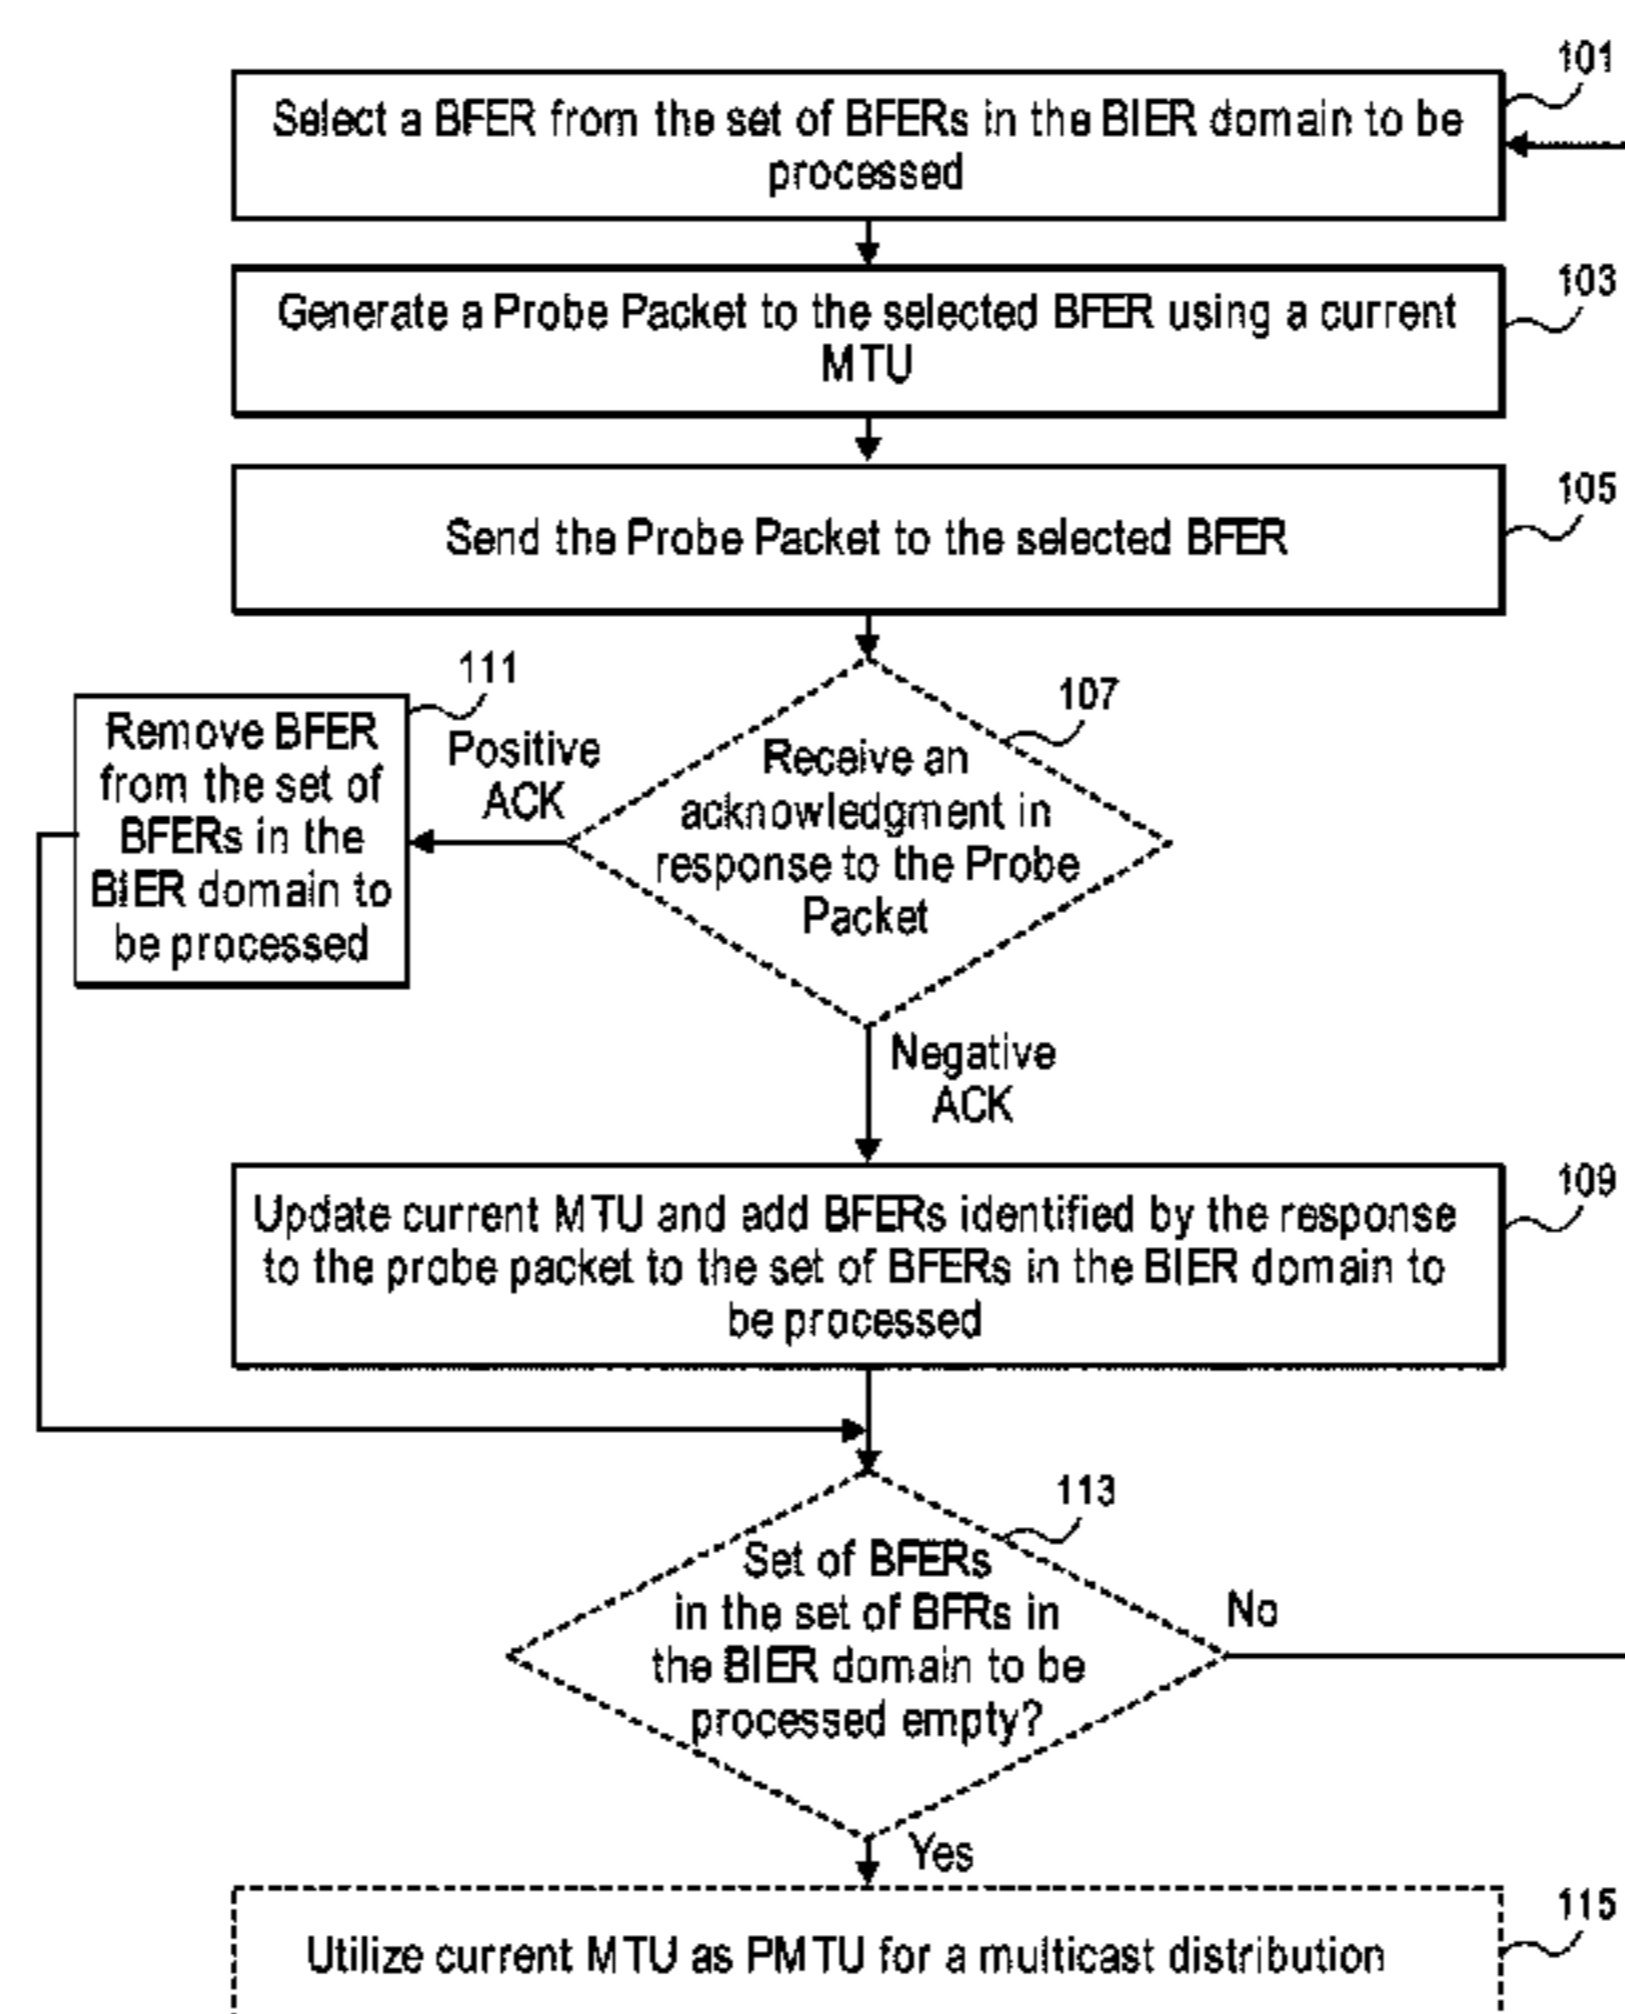 101
Select a BFER from the set of BFERs in the BIER domain to be
processed
103
Generate a Probe Packet to the selected BFER using a current
MTU
105
Send the Probe Packet to the selected BFER
111
Remove BFER
from the set of
BFERs in the
BIER domain to
be processed
Positive
ACK
107
Receive an
acknowledgment in
response to the Probe
Packet
Negative
ACK
109
Update current MTU and add BFERs identified by the response
to the probe packet to the set of BFERs in the BIER domain to
be processed
113
Set of BFERs
in the set of BFRs in
the BIER domain to be
processed empty?
No
Yes
115
Utilize current MTU as PMTU for a multicast distribution